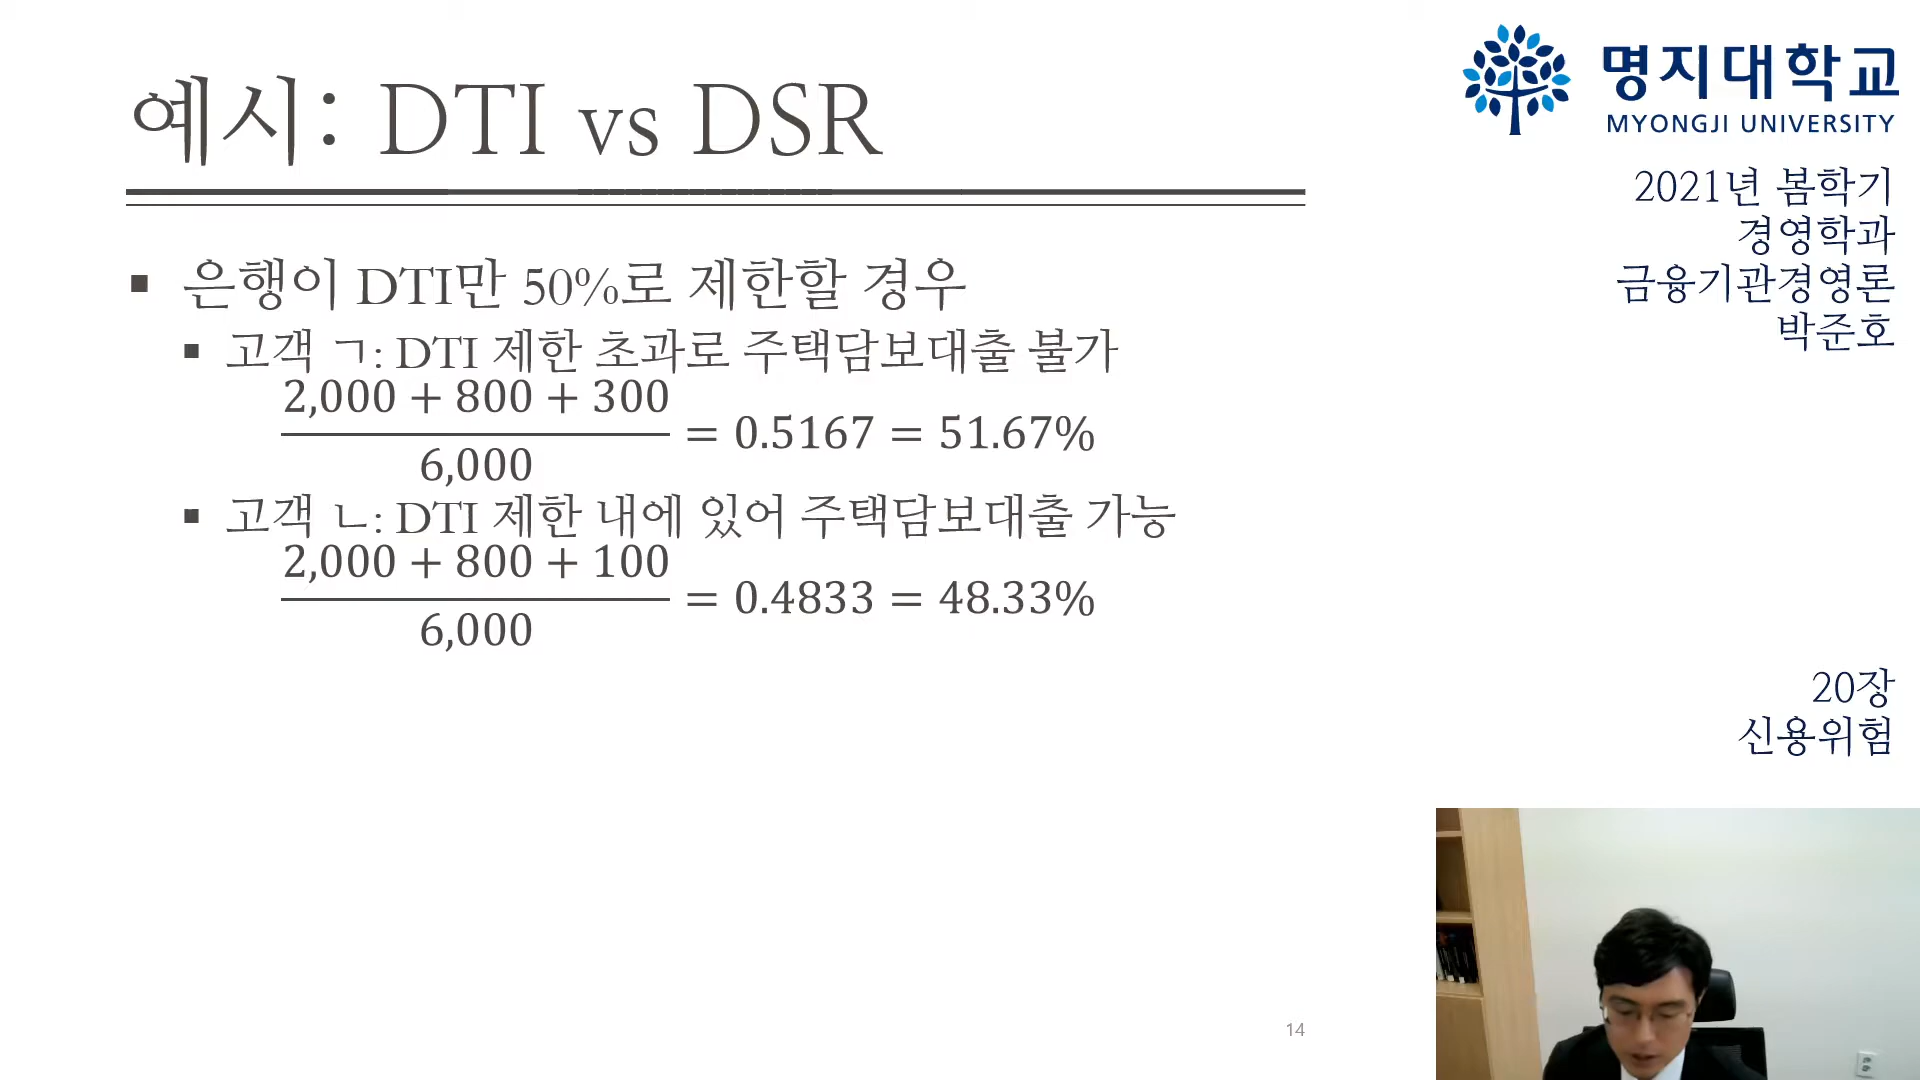 예시: DTI vs DSR
▪ 은행이 DTI만 50%로 제한할 경우
▪ 고객 ㄱ: DTI 제한 초과로 주택담보대출 불가
2,000 + 800 + 300
6,000
= 0.5167 = 51.67%
▪ 고객 ㄴ: DTI 제한 내에 있어 주택담보대출 가능
2,000 + 800 + 100
6,000
= 0.4833 = 48.33%
14
명지대학교
MYONGJI UNIVERSITY
2021년 봄학기
경영학과
금융기관경영론
박준호
20장
신용위험